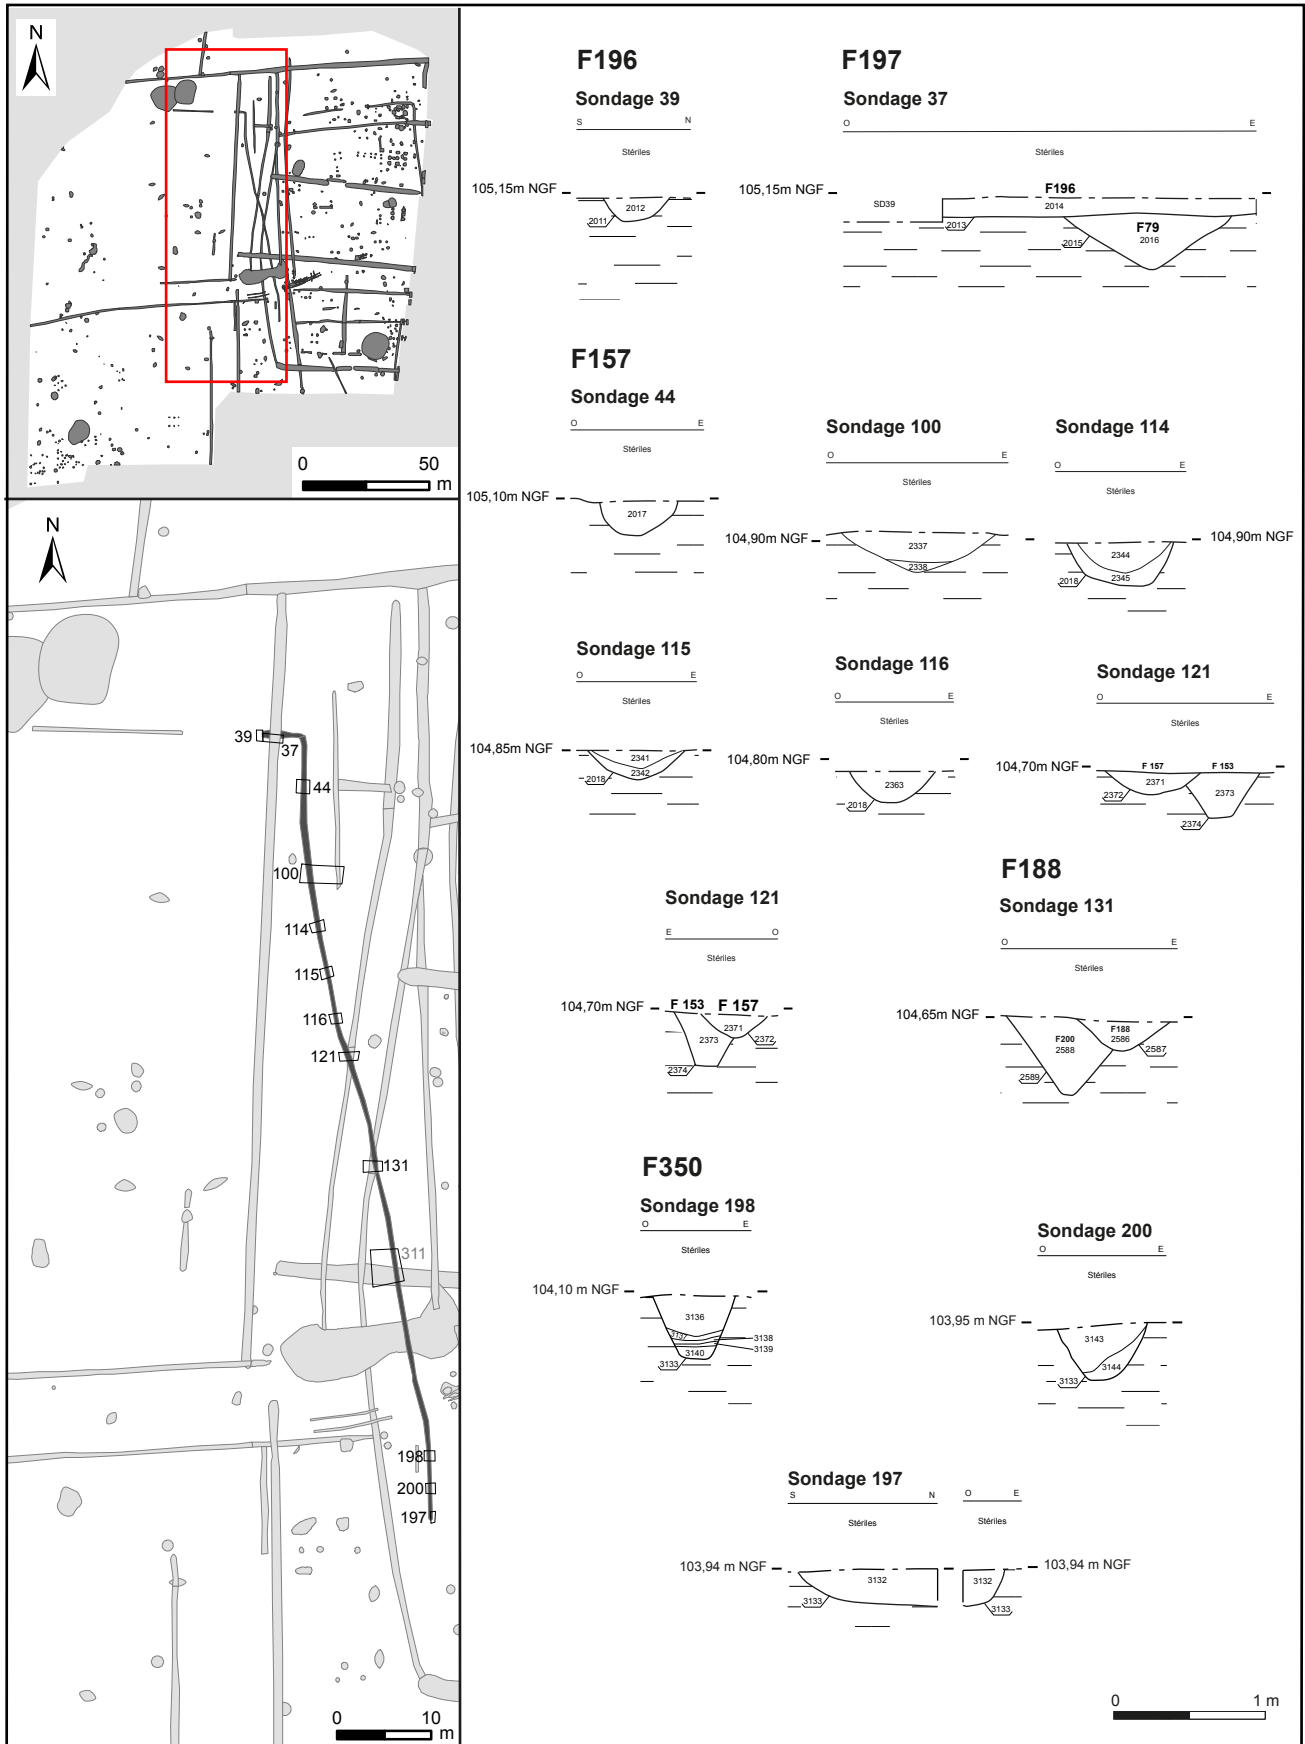 N
0 50
m
N
39
37
44
100
114
115
116
121
131
311
198
200
197
0 10
m
F196
Sondage 39
S N
Stériles
105,15m NGF
2012
2011
F197
Sondage 37
O E
Stériles
105,15m NGF
SD39
F196
2014
2013
F79
2015
2016
F157
Sondage 44
O E
Stériles
105,10m NGF
2017
Sondage 100
O E
Stériles
104,90m NGF
2337
2338
Sondage 114
O E
Stériles
104,90m NGF
2344
2018
2345
Sondage 115
O E
Stériles
104,85m NGF
2341
2018
2342
Sondage 116
O E
Stériles
104,80m NGF
2363
2018
Sondage 121
O E
104,70m NGF
F 157 F 153
2371
2372
2373
2374
Sondage 121
E O
Stériles
104,70m NGF
F 153 F 157
2371
2373
2372
2374
F188
Sondage 131
O E
Stériles
104,65m NGF
F200
2588
F188
2586
2587
2589
F350
Sondage 198
O E
Stériles
104,10 m NGF
3136
3137
3138
3139
3140
3133
Sondage 200
O E
Stériles
103,95 m NGF
3143
3144
3133
Sondage 197
S N O E
Stériles Stériles
103,94 m NGF
3132
3132
103,94 m NGF
3133
3133
0 1 m